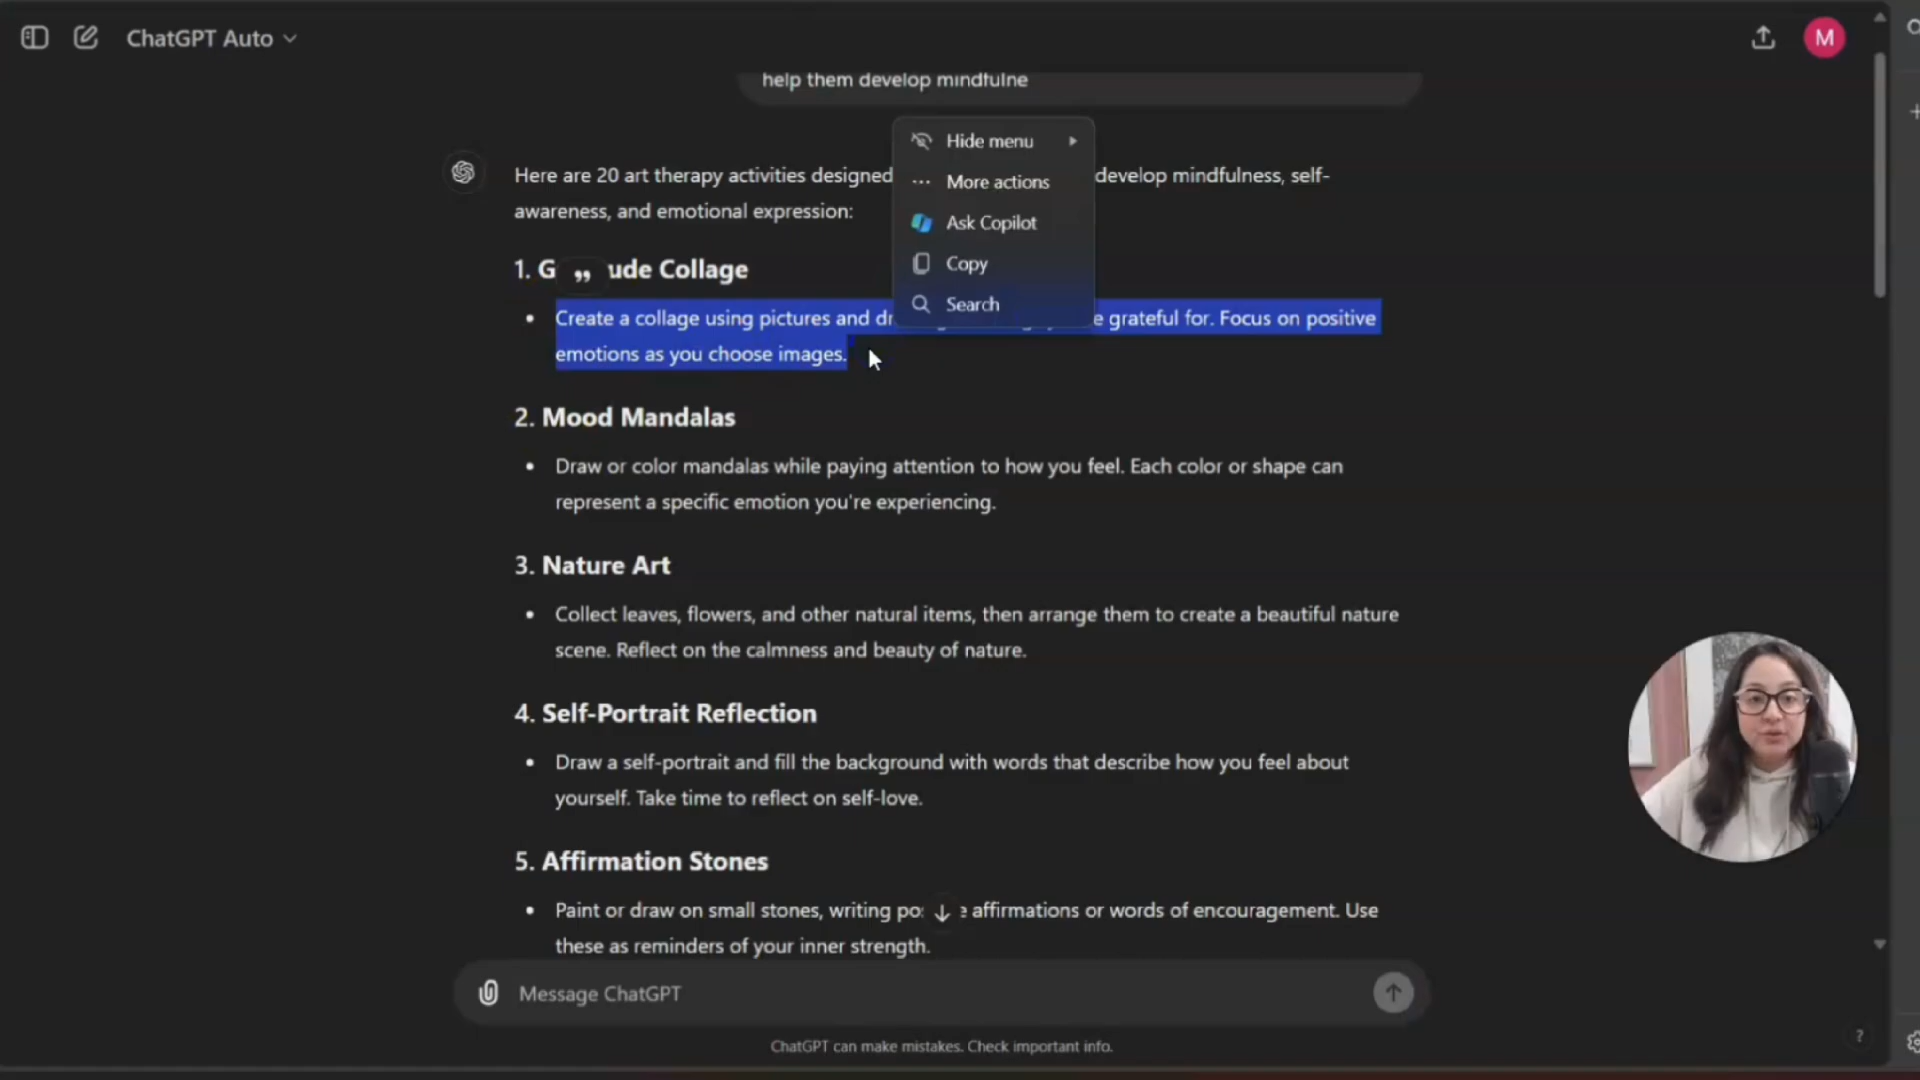 ChatGPT Auto
M
help them develop mindfulne
Hide menu
More actions
Ask Copilot
Copy
Search
Here are 20 art therapy activities designed develop mindfulness, self-
awareness, and emotional expression:
1. G ude Collage
• Create a collage using pictures and e grateful for. Focus on positive
emotions as you choose images.
2. Mood Mandalas
• Draw or color mandalas while paying attention to how you feel. Each color or shape can
represent a specific emotion you're experiencing.
3. Nature Art
• Collect leaves, flowers, and other natural items, then arrange them to create a beautiful nature
scene. Reflect on the calmness and beauty of nature.
4. Self-Portrait Reflection
• Draw a self-portrait and fill the background with words that describe how you feel about
yourself. Take time to reflect on self-love.
5. Affirmation Stones
• Paint or draw on small stones, writing affirmations or words of encouragement. Use
these as reminders of your inner strength.
Message ChatGPT
ChatGPT can make mistakes. Check important info.
?